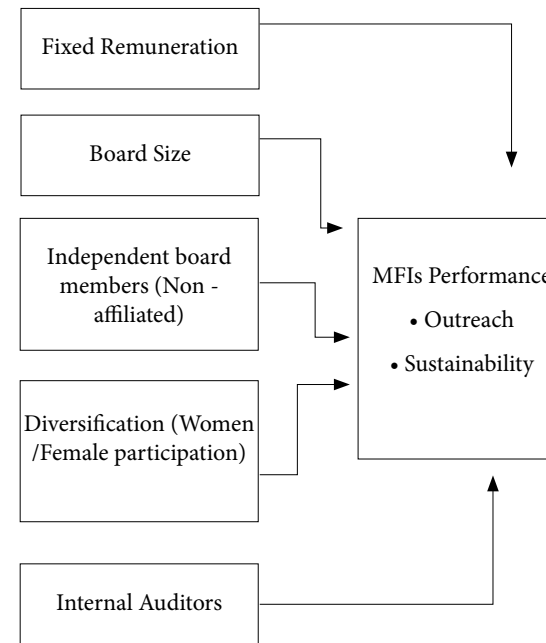 Fixed Remuneration
Board Size
Independent board
members (Non -
affiliated)
Diversification (Women
/Female participation)
Internal Auditors
MFIs Performance
• Outreach
• Sustainability